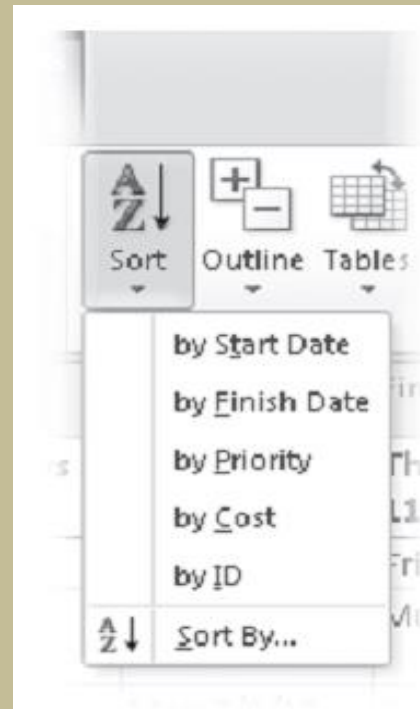 Sort Outline Tables
by Start Date
by Finish Date
by Priority
by Cost
by ID
Sort By...